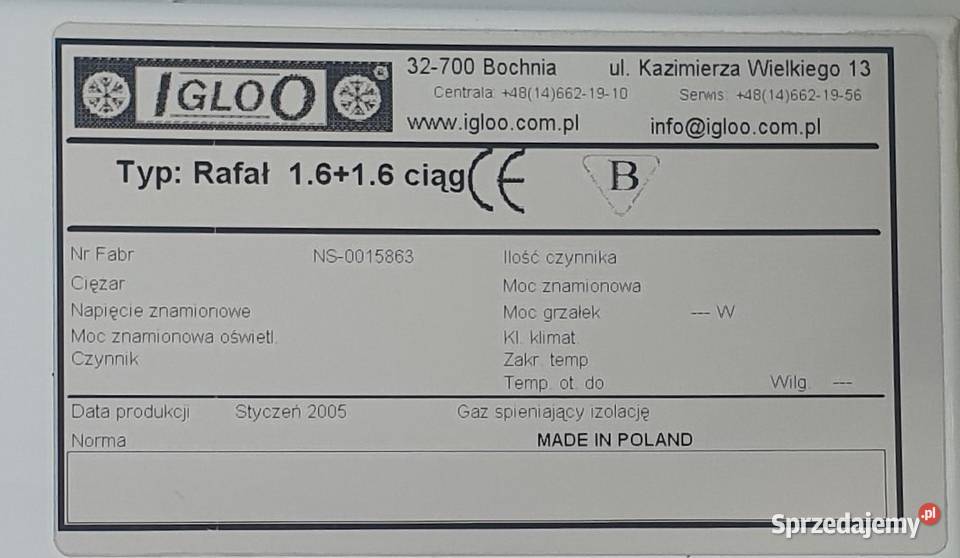 IGLOO
32-700 Bochnia ul. Kazimierza Wielkiego 13
Centrala: +48(14)662-19-10 Serwis: +48(14)662-19-56
www.igloo.com.pl info@igloo.com.pl
Typ: Rafał 1.6+1.6 ciąg CE B
Nr Fabr NS-0015863 Ilość czynnika
Ciężar Moc znamionowa
Napięcie znamionowe Moc grzałek --- W
Moc znamionowa oświetl. Kl. klimat.
Czynnik Zakr. temp
Temp. ot. do Wilg. ---
Data produkcji Styczeń 2005 Gaz spieniający izolację
Norma MADE IN POLAND
Sprzedajemy.pl